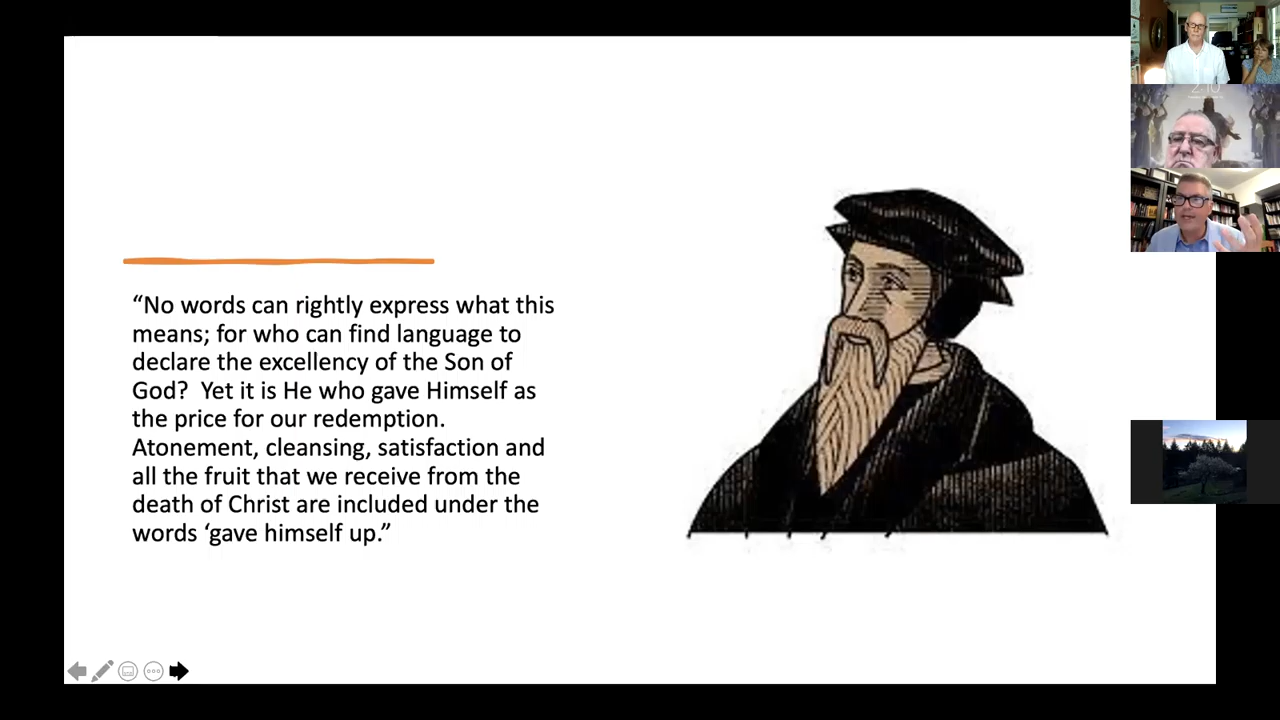 “No words can rightly express what this
means; for who can find language to
declare the excellency of the Son of
God?  Yet it is He who gave Himself as
the price for our redemption.
Atonement, cleansing, satisfaction and
all the fruit that we receive from the
death of Christ are included under the
words ‘gave himself up.”
2:10